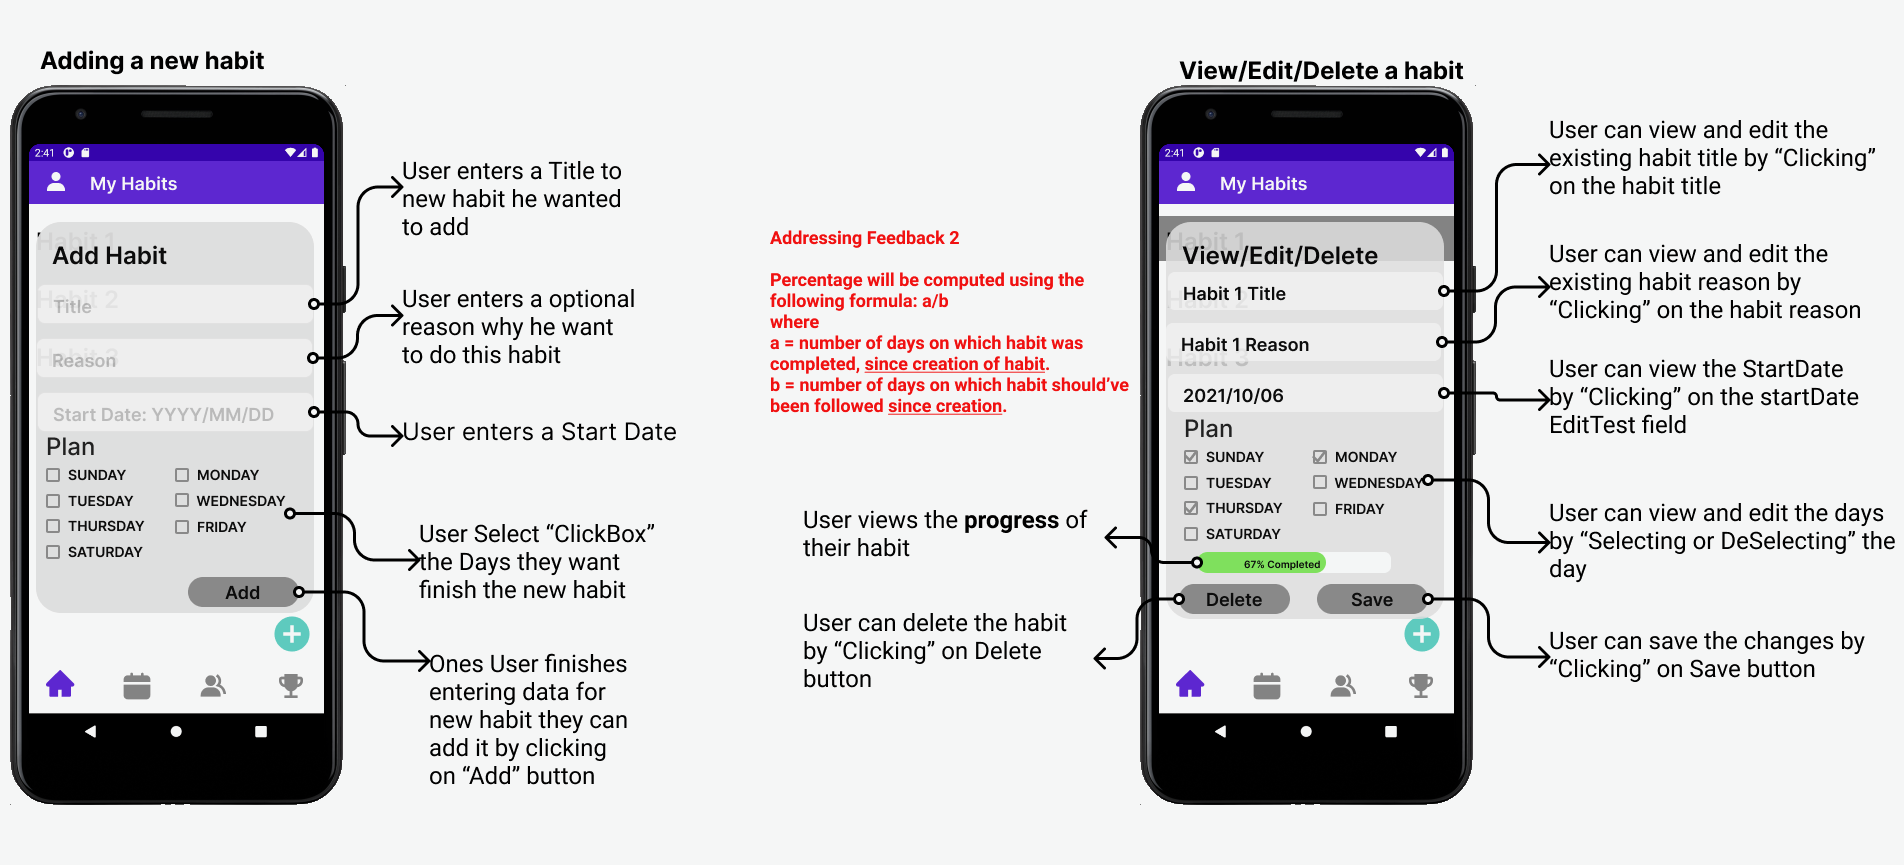 Adding a new habit
2:41
My Habits
Habit 1
Add Habit
Habit 2
Title
Habit 3
Reason
Start Date: YYYY/MM/DD
Plan
SUNDAY
MONDAY
TUESDAY
WEDNESDAY
THURSDAY
FRIDAY
SATURDAY
Add
User enters a Title to
new habit he wanted
to add
User enters a optional
reason why he want
to do this habit
User enters a Start Date
User Select “ClickBox”
the Days they want
finish the new habit
Ones User finishes
entering data for
new habit they can
add it by clicking
on “Add” button
Addressing Feedback 2
Percentage will be computed using the
following formula: a/b
where
a = number of days on which habit was
completed, since creation of habit.
b = number of days on which habit should’ve
been followed since creation.
User views the progress of
their habit
User can delete the habit
by “Clicking” on Delete
button
View/Edit/Delete a habit
2:41
My Habits
Habit 1
View/Edit/Delete
Habit 1 Title
Habit 1 Reason
Habit 3
2021/10/06
Plan
SUNDAY
MONDAY
TUESDAY
WEDNESDAY
THURSDAY
FRIDAY
SATURDAY
67% Completed
Delete
Save
User can view and edit the
existing habit title by “Clicking”
on the habit title
User can view and edit the
existing habit reason by
“Clicking” on the habit reason
User can view the StartDate
by “Clicking” on the startDate
EditTest field
User can view and edit the days
by “Selecting or DeSelecting” the
day
User can save the changes by
“Clicking” on Save button